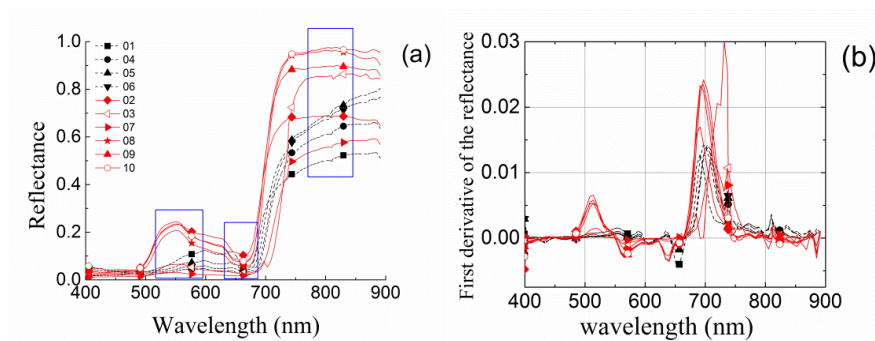 (a)
Reflectance
1.0
0.8
0.6
0.4
0.2
0.0
01
04
05
06
02
03
07
08
09
10
400 500 600 700 800 900
Wavelength (nm)
(b)
First derivative of the reflectance
0.03
0.02
0.01
0.00
400 500 600 700 800 900
wavelength (nm)